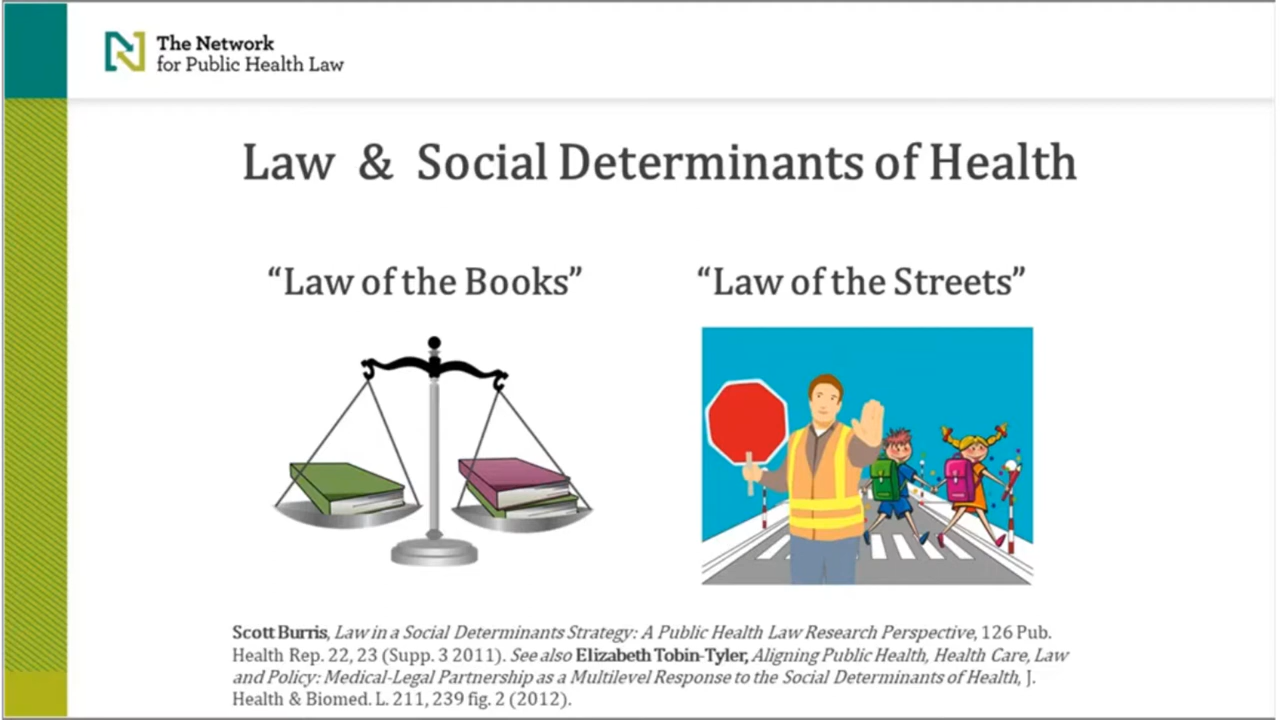 The Network
for Public Health Law
Law & Social Determinants of Health
“Law of the Books”
“Law of the Streets”
Scott Burris, Law in a Social Determinants Strategy: A Public Health Law Research Perspective, 126 Pub.
Health Rep. 22, 23 (Supp. 3 2011). See also Elizabeth Tobin-Tyler, Aligning Public Health, Health Care, Law
and Policy: Medical-Legal Partnership as a Multilevel Response to the Social Determinants of Health, J.
Health & Biomed. L. 211, 239 fig. 2 (2012).